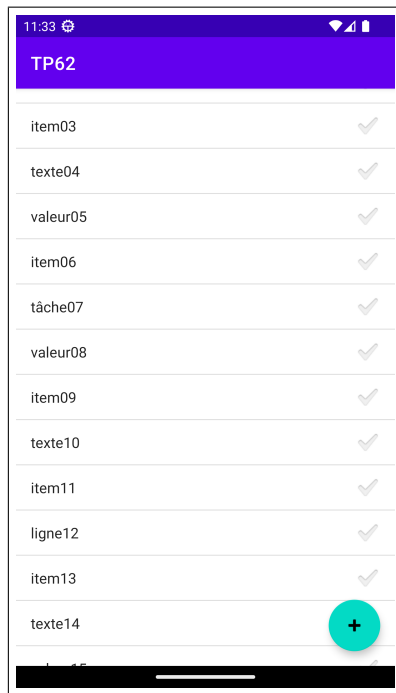 11:33
TP62
item03
texte04
valeur05
item06
tâche07
valeur08
item09
texte10
item11
ligne12
item13
texte14
+